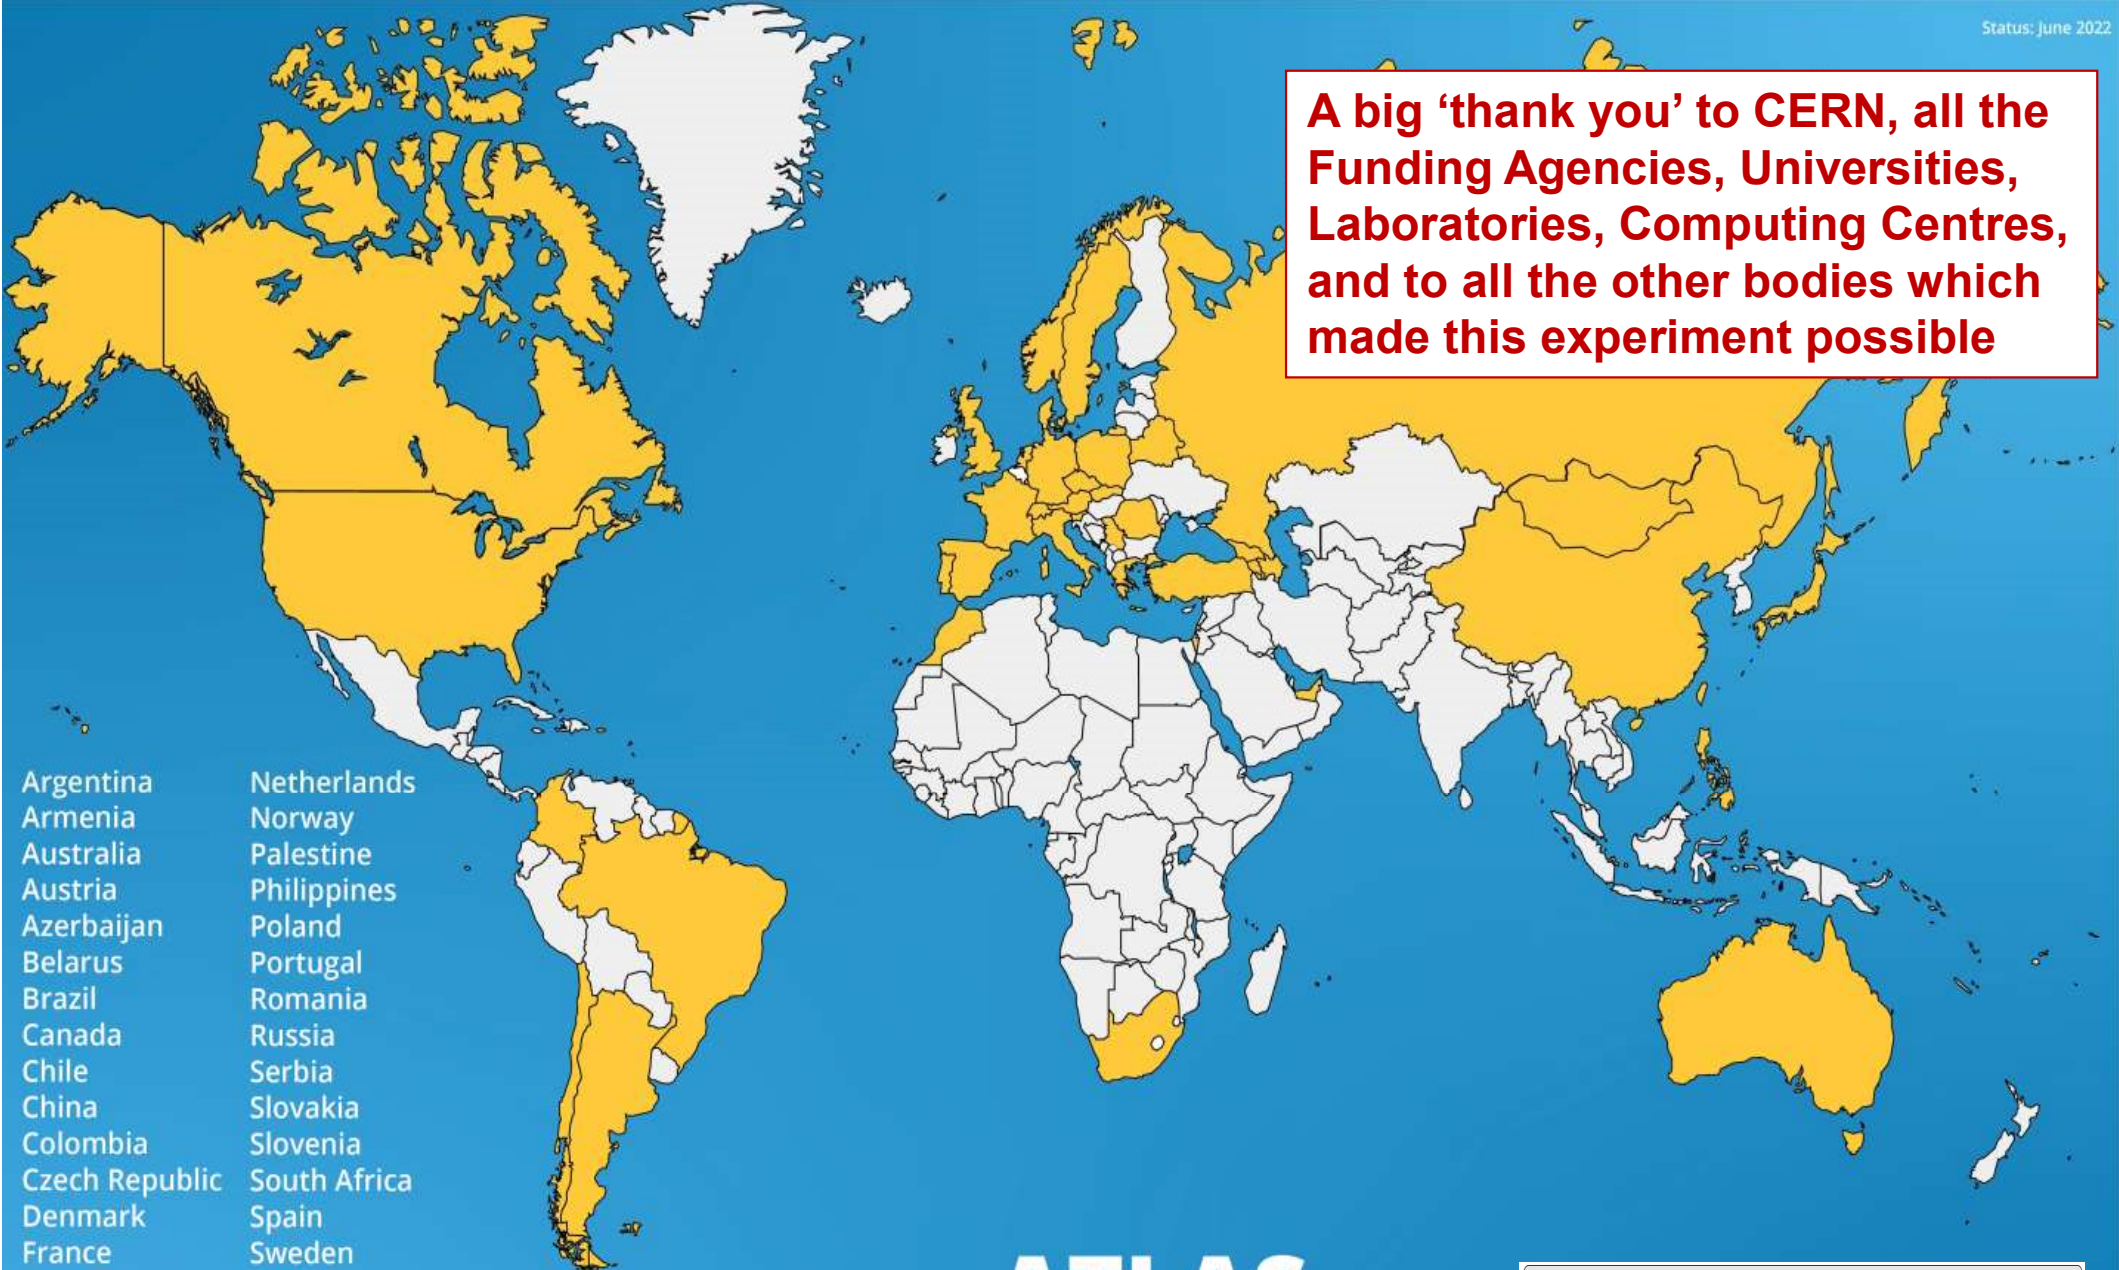 Status: June 2022
A big ‘thank you’ to CERN, all the
Funding Agencies, Universities,
Laboratories, Computing Centres,
and to all the other bodies which
made this experiment possible
Argentina
Armenia
Australia
Austria
Azerbaijan
Belarus
Brazil
Canada
Chile
China
Colombia
Czech Republic
Denmark
France
Netherlands
Norway
Palestine
Philippines
Poland
Portugal
Romania
Russia
Serbia
Slovakia
Slovenia
South Africa
Spain
Sweden
ATLAS